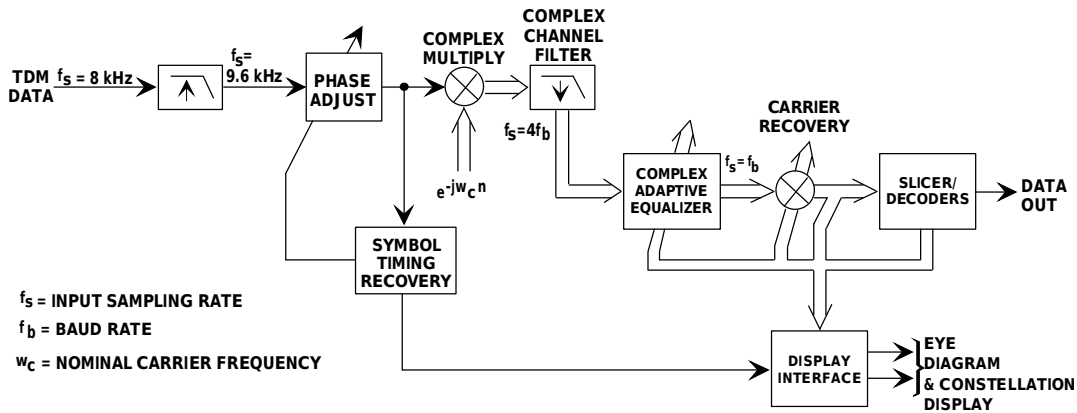 TDM
DATA
fs = 8 kHz
fs=
9.6 kHz
PHASE
ADJUST
COMPLEX
MULTIPLY
e-jwcn
COMPLEX
CHANNEL
FILTER
fs=4fb
COMPLEX
ADAPTIVE
EQUALIZER
fs=fb
CARRIER
RECOVERY
SLICER/
DECODERS
DATA
OUT
SYMBOL
TIMING
RECOVERY
fs = INPUT SAMPLING RATE
fb = BAUD RATE
wc = NOMINAL CARRIER FREQUENCY
DISPLAY
INTERFACE
EYE
DIAGRAM
& CONSTELLATION
DISPLAY